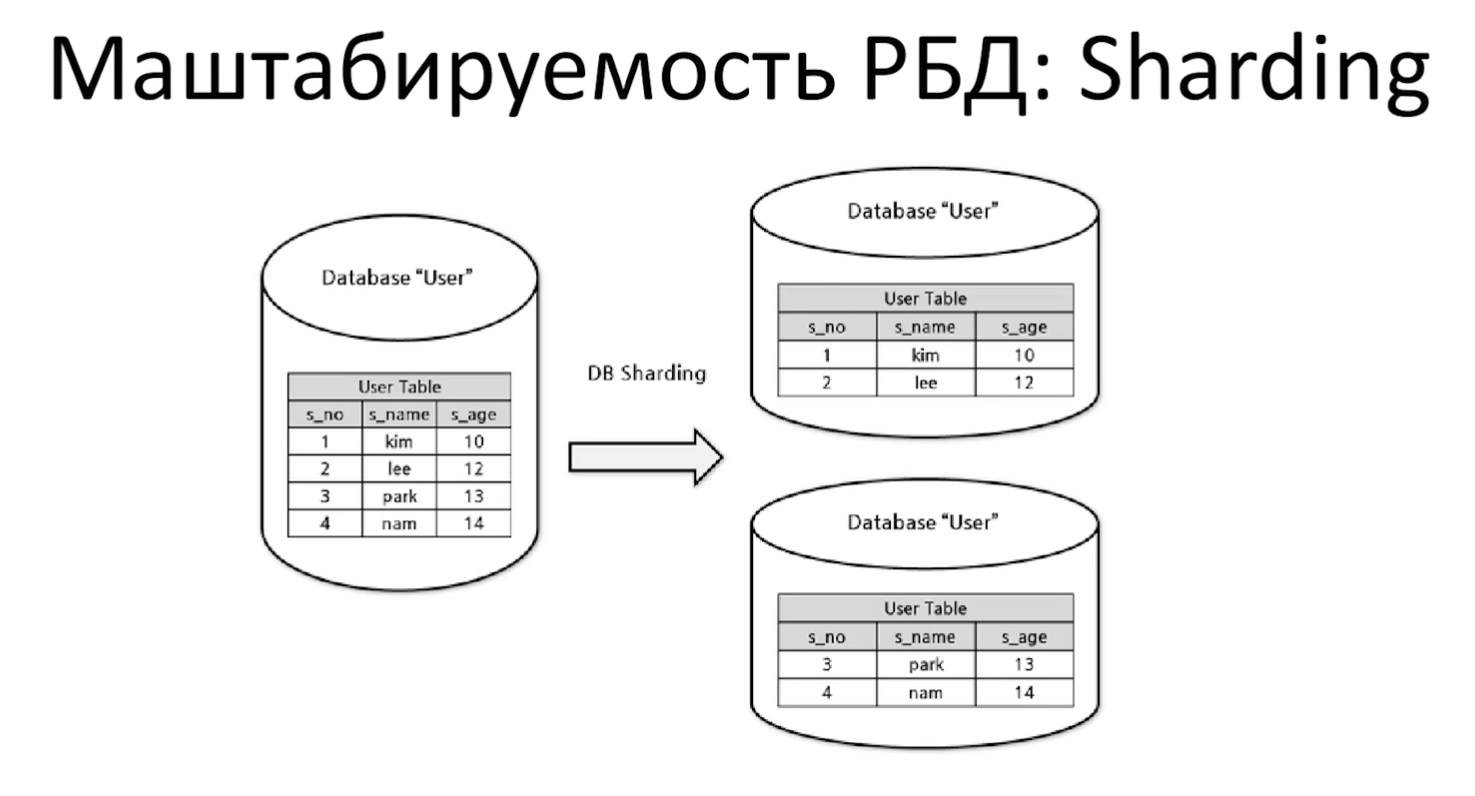 Маштабируемость РБД: Sharding
Database “User”
User Table
s_no s_name s_age
1 kim 10
2 lee 12
3 park 13
4 nam 14
DB Sharding
Database “User”
User Table
s_no s_name s_age
1 kim 10
2 lee 12
Database “User”
User Table
s_no s_name s_age
3 park 13
4 nam 14